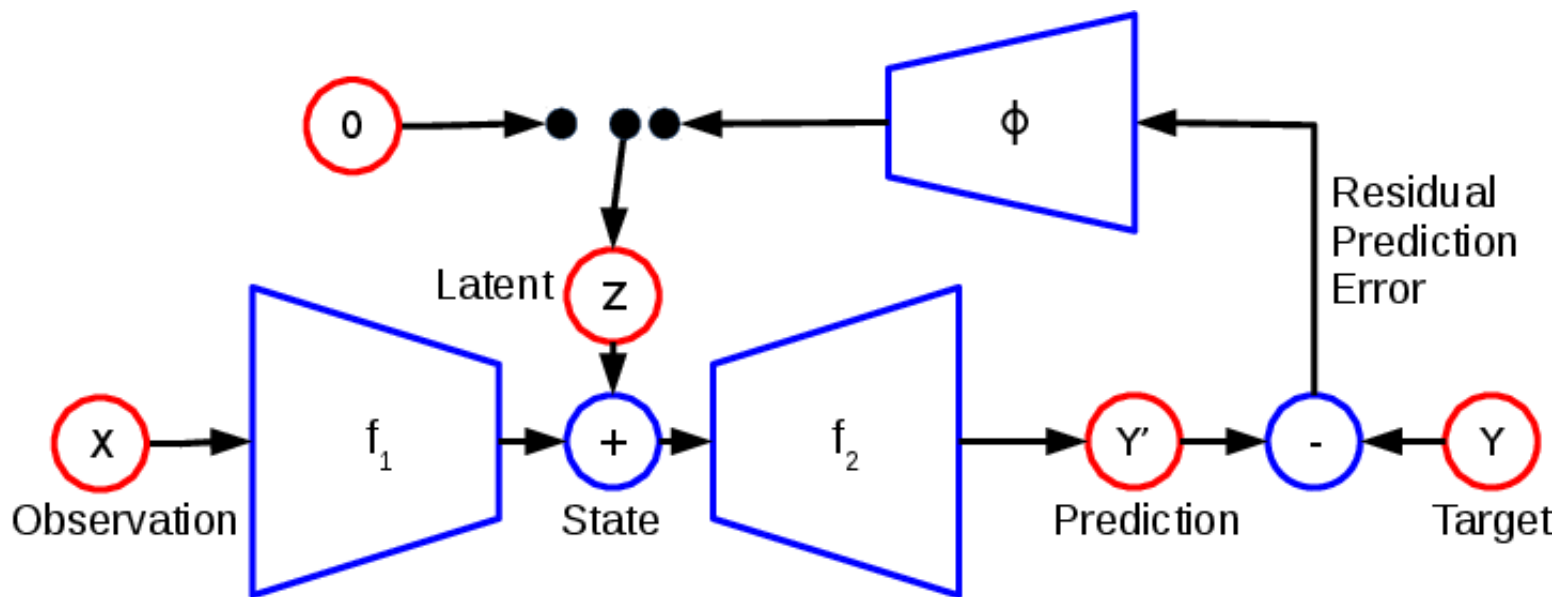 0
ϕ
Residual
Prediction
Error
Latent
z
x
f₁
+
f₂
Y'
-
Y
Observation
State
Prediction
Target